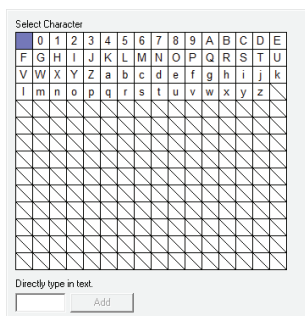 Select Character
0 1 2 3 4 5 6 7 8 9 A B C D E
F G H I J K L M N O P Q R S T U
V W X Y Z a b c d e f g h i j k
l m n o p q r s t u v w x y z
Directly type in text.
Add